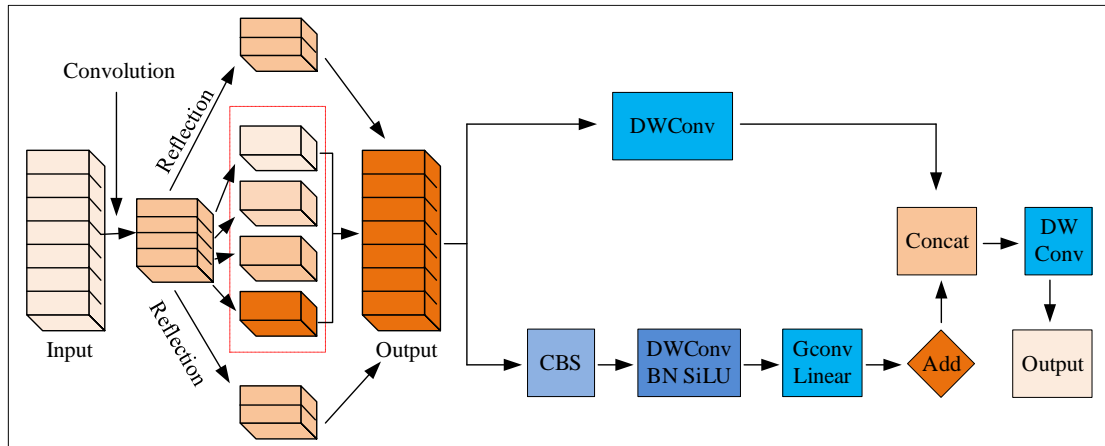 Convolution
Reflection
Reflection
Input
Output
DWConv
CBS
DWConv
BN SiLU
Gconv
Linear
Add
Concat
DW
Conv
Output